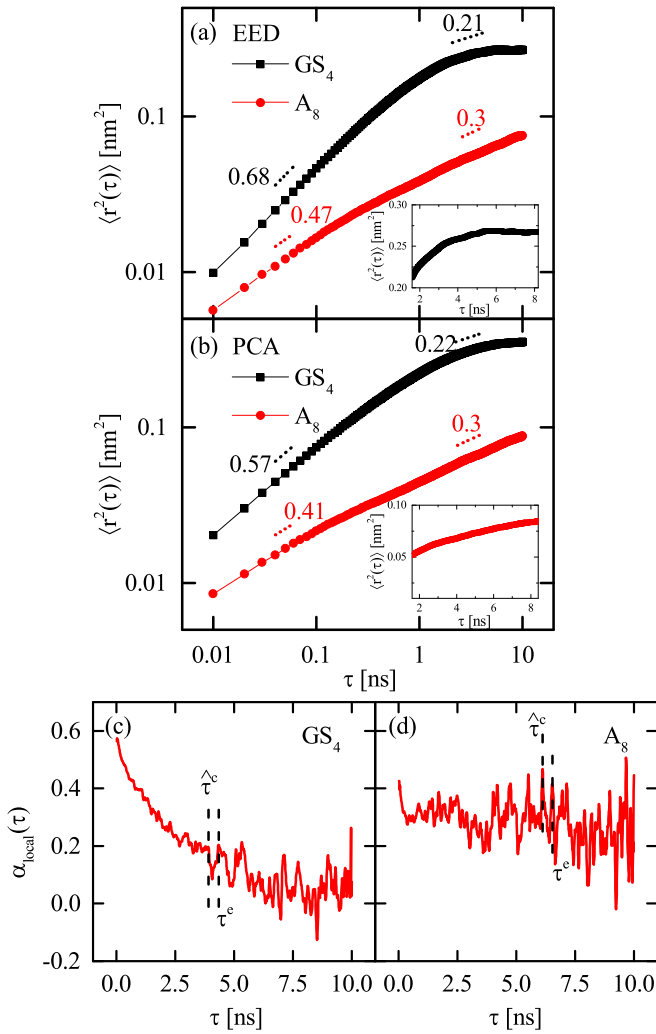 (a) EED
GS₄
A₈
0.21
0.3
0.68
0.47
⟨r²(τ)⟩ [nm²]
0.1
0.01
⟨r²(τ)⟩ [nm²]
0.30
0.25
0.20
2 4 6 8
τ [ns]
(b) PCA
GS₄
A₈
0.22
0.3
0.57
0.41
⟨r²(τ)⟩ [nm²]
0.1
0.01
⟨r²(τ)⟩ [nm²]
0.10
0.05
2 4 6 8
τ [ns]
0.01 0.1 1 10
τ [ns]
(c) GS₄
τ̂ᶜ
τᵉ
α_local(τ)
0.6
0.4
0.2
0.0
-0.2
0.0 2.5 5.0 7.5 10.0
τ [ns]
(d) A₈
τ̂ᶜ
τᵉ
0.0 2.5 5.0 7.5 10.0
τ [ns]